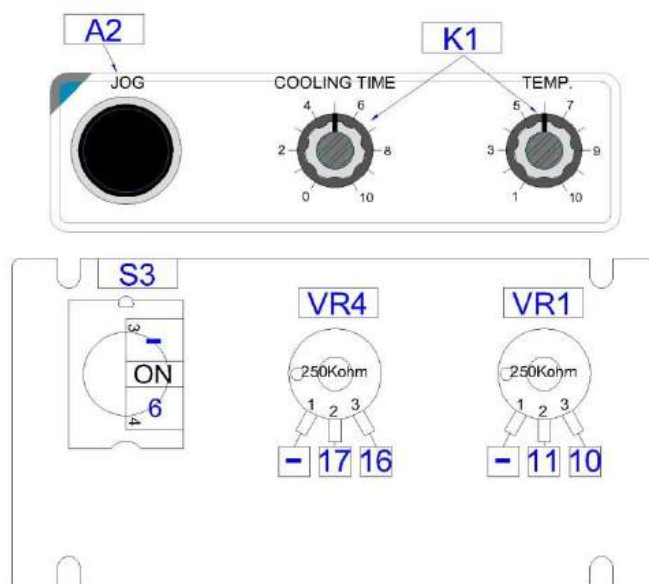 A2
K1
JOG
COOLING TIME
TEMP.
4 6
2 8
0 10
5 7
3 9
1 10
S3
VR4
VR1
3 -
ON
4 6
250Kohm
1 2 3
- 17 16
250Kohm
1 2 3
- 11 10